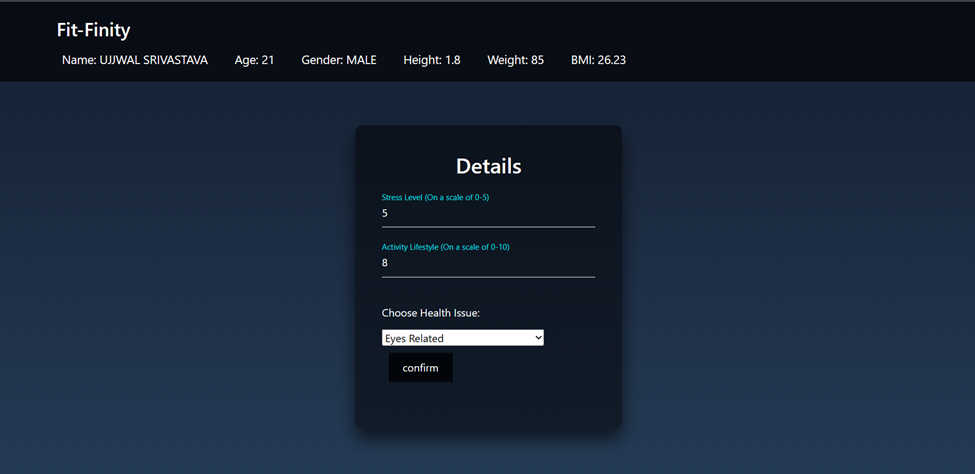 Fit-Finity
Name: UJJWAL SRIVASTAVA Age: 21 Gender: MALE Height: 1.8 Weight: 85 BMI: 26.23
Details
Stress Level (On a scale of 0-5)
5
Activity Lifestyle (On a scale of 0-10)
8
Choose Health Issue:
Eyes Related
confirm